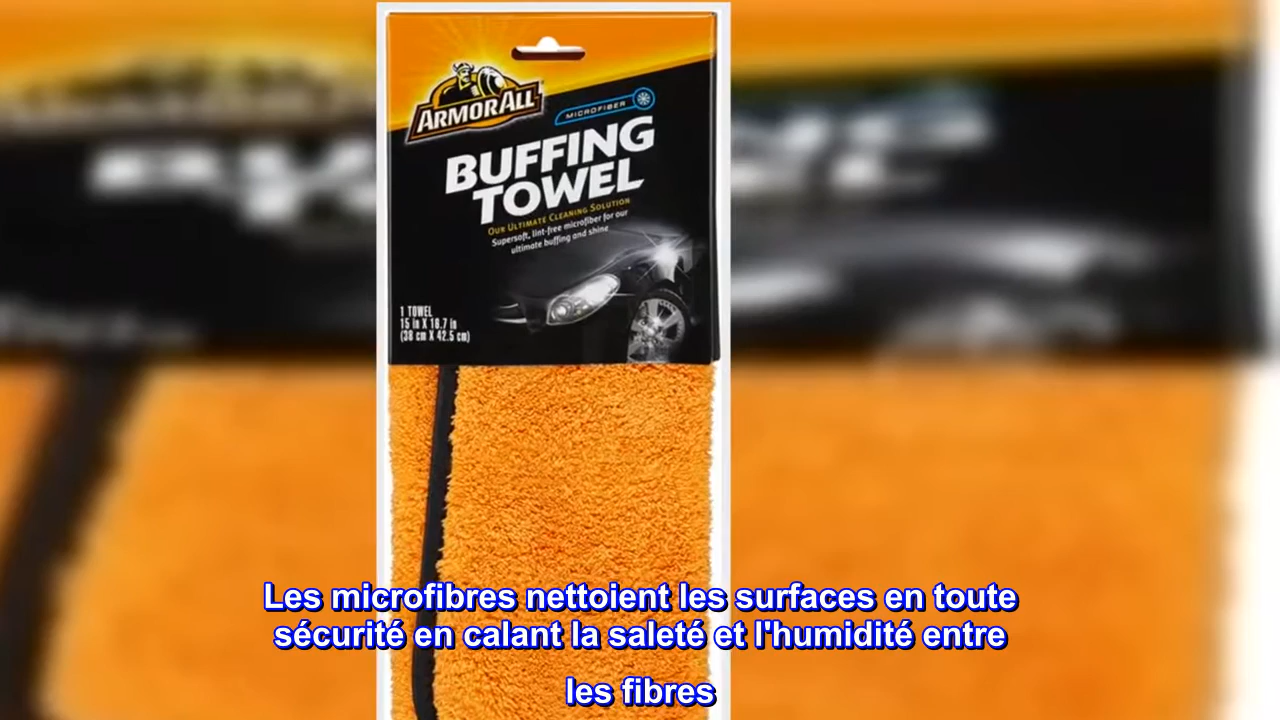 ARMORALL
MICROFIBER
BUFFING
TOWEL
OUR ULTIMATE CLEANING SOLUTION
Supersoft, lint-free microfiber for our
ultimate buffing and shine
1 TOWEL
15 in X 16.7 in
(38 cm X 42.5 cm)
Les microfibres nettoient les surfaces en toute
sécurité en calant la saleté et l'humidité entre
les fibres